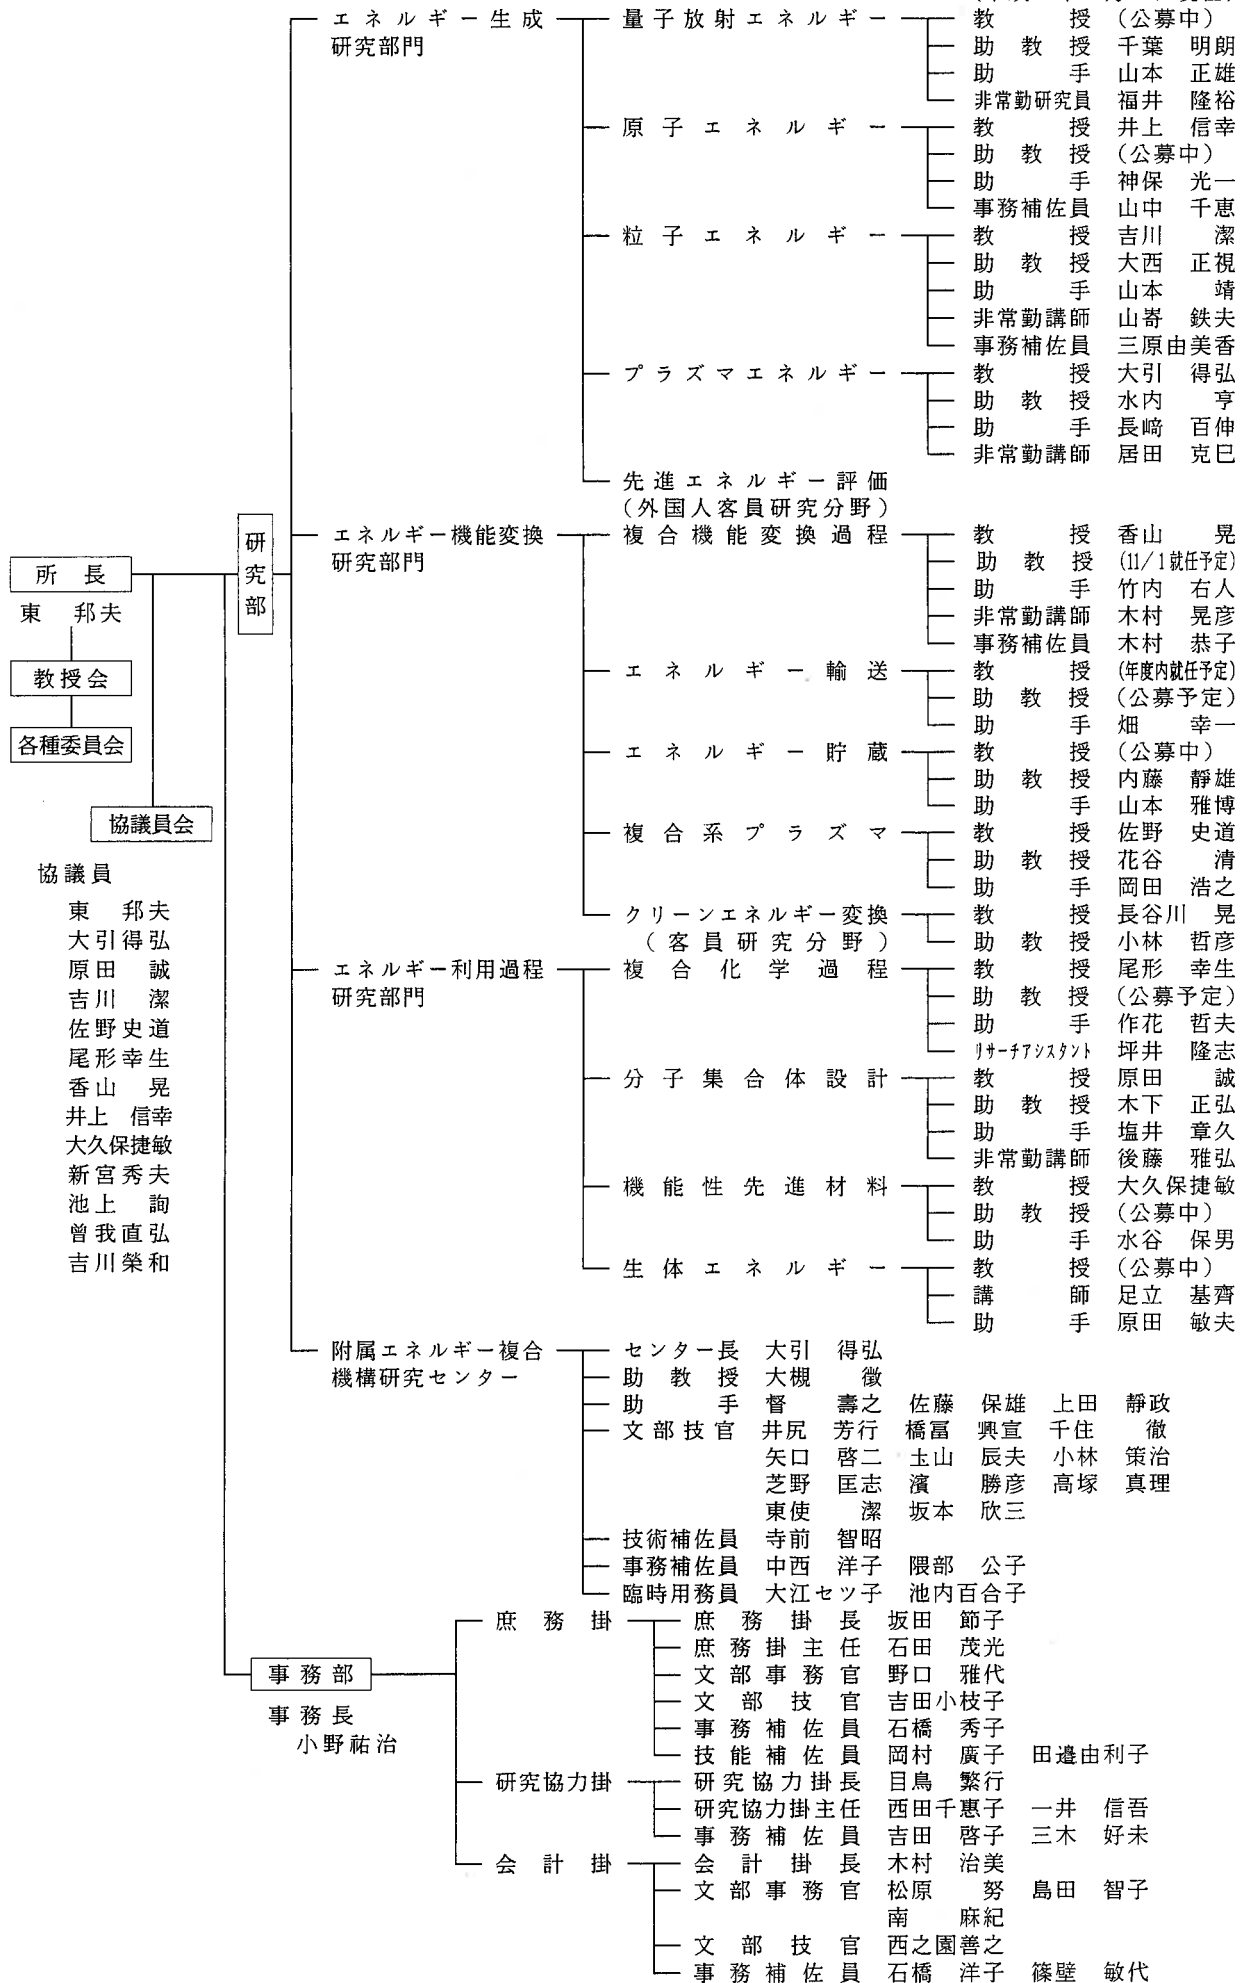 エネルギー生成
研究部門
量子放射エネルギー
教授 (公募中)
助教授 千葉 明朗
助手 山本 正雄
非常勤研究員 福井 隆裕
原子エネルギー
教授 井上 信幸
助教授 (公募中)
助手 神保 光一
事務補佐員 山中 千恵
粒子エネルギー
教授 吉川 潔
助教授 大西 正視
助手 山本 靖
非常勤講師 山嵜 鉄夫
事務補佐員 三原由美香
プラズマエネルギー
教授 大引 得弘
助教授 水内 亨
助手 長﨑 百伸
非常勤講師 居田 克巳
先進エネルギー評価
(外国人客員研究分野)
研究部
エネルギー機能変換
研究部門
複合機能変換過程
教授 香山 晃
助教授 (11/1就任予定)
助手 竹内 右人
非常勤講師 木村 晃彦
事務補佐員 木村 恭子
エネルギー輸送
教授 (年度内就任予定)
助教授 (公募予定)
助手 畑 幸一
エネルギー貯蔵
教授 (公募中)
助教授 内藤 靜雄
助手 山本 雅博
複合系プラズマ
教授 佐野 史道
助教授 花谷 清
助手 岡田 浩之
クリーンエネルギー変換
(客員研究分野)
教授 長谷川 晃
助教授 小林 哲彦
所長
東 邦夫
教授会
各種委員会
協議員会
協議員
東 邦夫
大引得弘
原田 誠
吉川 潔
佐野史道
尾形幸生
香山 晃
井上 信幸
大久保捷敏
新宮秀夫
池上 詢
曽我直弘
吉川榮和
エネルギー利用過程
研究部門
複合化学過程
教授 尾形 幸生
助教授 (公募予定)
助手 作花 哲夫
リサーチアシスタント 坪井 隆志
分子集合体設計
教授 原田 誠
助教授 木下 正弘
助手 塩井 章久
非常勤講師 後藤 雅弘
機能性先進材料
教授 大久保捷敏
助教授 (公募中)
助手 水谷 保男
生体エネルギー
教授 (公募中)
講師 足立 基齊
助手 原田 敏夫
附属エネルギー複合
機構研究センター
センター長 大引 得弘
助教授 大槻 徴
助手 督 壽之 佐藤 保雄 上田 靜政
文部技官 井尻 芳行 橋冨 興宣 千住 徹
矢口 啓二 圡山 辰夫 小林 策治
芝野 匡志 濱 勝彦 高塚 真理
東使 潔 坂本 欣三
技術補佐員 寺前 智昭
事務補佐員 中西 洋子 隈部 公子
臨時用務員 大江セツ子 池内百合子
事務部
事務長
小野祐治
庶務掛
庶務掛長 坂田 節子
庶務掛主任 石田 茂光
文部事務官 野口 雅代
文部技官 吉田小枝子
事務補佐員 石橋 秀子
技能補佐員 岡村 廣子 田邉由利子
研究協力掛
研究協力掛長 目鳥 繁行
研究協力掛主任 西田千惠子 一井 信吾
事務補佐員 吉田 啓子 三木 好未
会計掛
会計掛長 木村 治美
文部事務官 松原 努 島田 智子
南 麻紀
文部技官 西之園善之
事務補佐員 石橋 洋子 篠壁 敏代